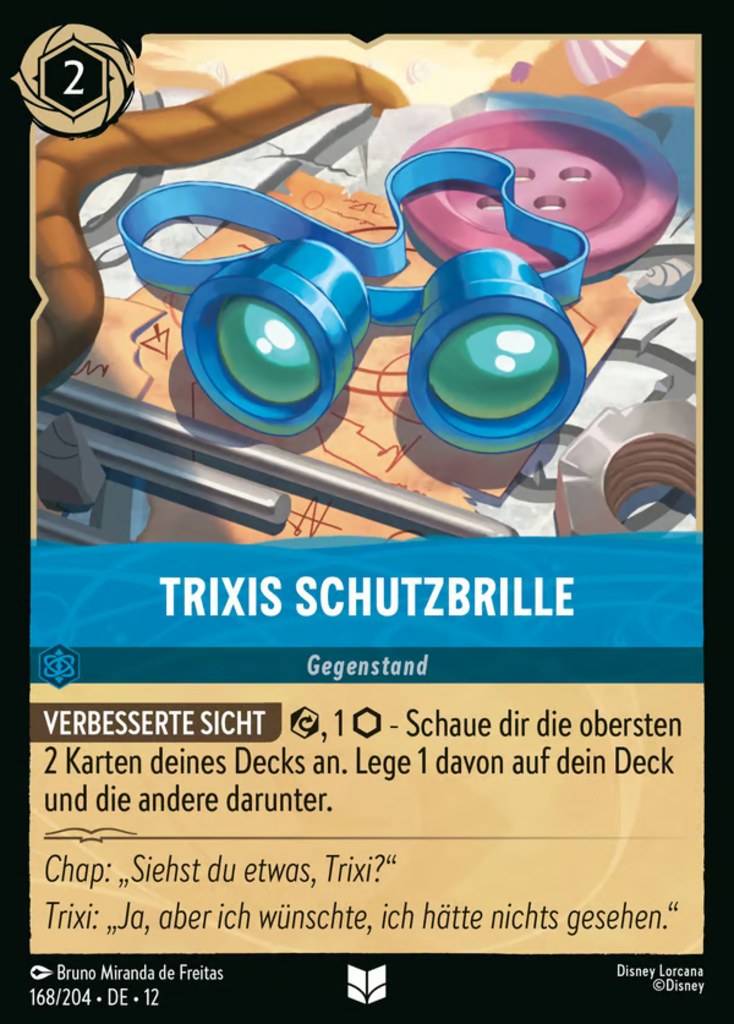 2
TRIXIS SCHUTZBRILLE
Gegenstand
VERBESSERTE SICHT , 1 - Schaue dir die obersten
2 Karten deines Decks an. Lege 1 davon auf dein Deck
und die andere darunter.
Chap: „Siehst du etwas, Trixi?“
Trixi: „Ja, aber ich wünschte, ich hätte nichts gesehen.“
Bruno Miranda de Freitas
168/204 • DE • 12
Disney Lorcana
©Disney